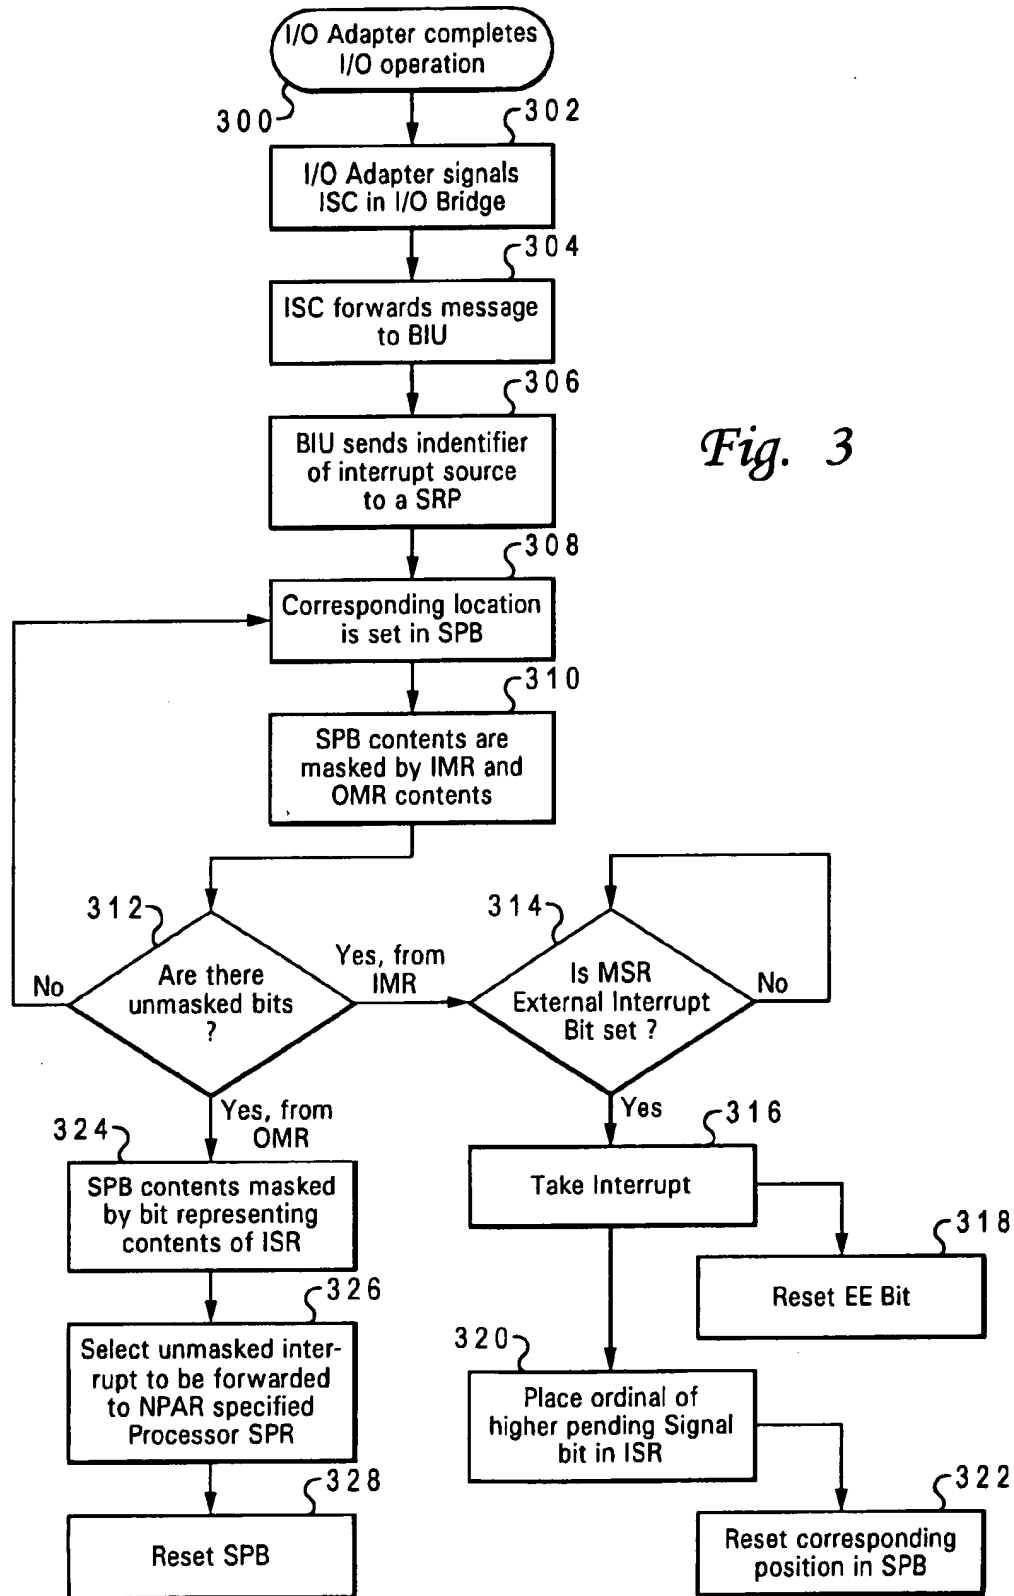 I/O Adapter completes
I/O operation
300
302
I/O Adapter signals
ISC in I/O Bridge
304
ISC forwards message
to BIU
306
BIU sends indentifier
of interrupt source
to a SRP
Fig. 3
308
Corresponding location
is set in SPB
310
SPB contents are
masked by IMR and
OMR contents
312
Are there
unmasked bits
?
No
Yes, from
IMR
314
Is MSR
External Interrupt
Bit set ?
No
Yes
Yes, from
OMR
316
Take Interrupt
318
Reset EE Bit
324
SPB contents masked
by bit representing
contents of ISR
326
Select unmasked inter-
rupt to be forwarded
to NPAR specified
Processor SPR
320
Place ordinal of
higher pending Signal
bit in ISR
328
Reset SPB
322
Reset corresponding
position in SPB